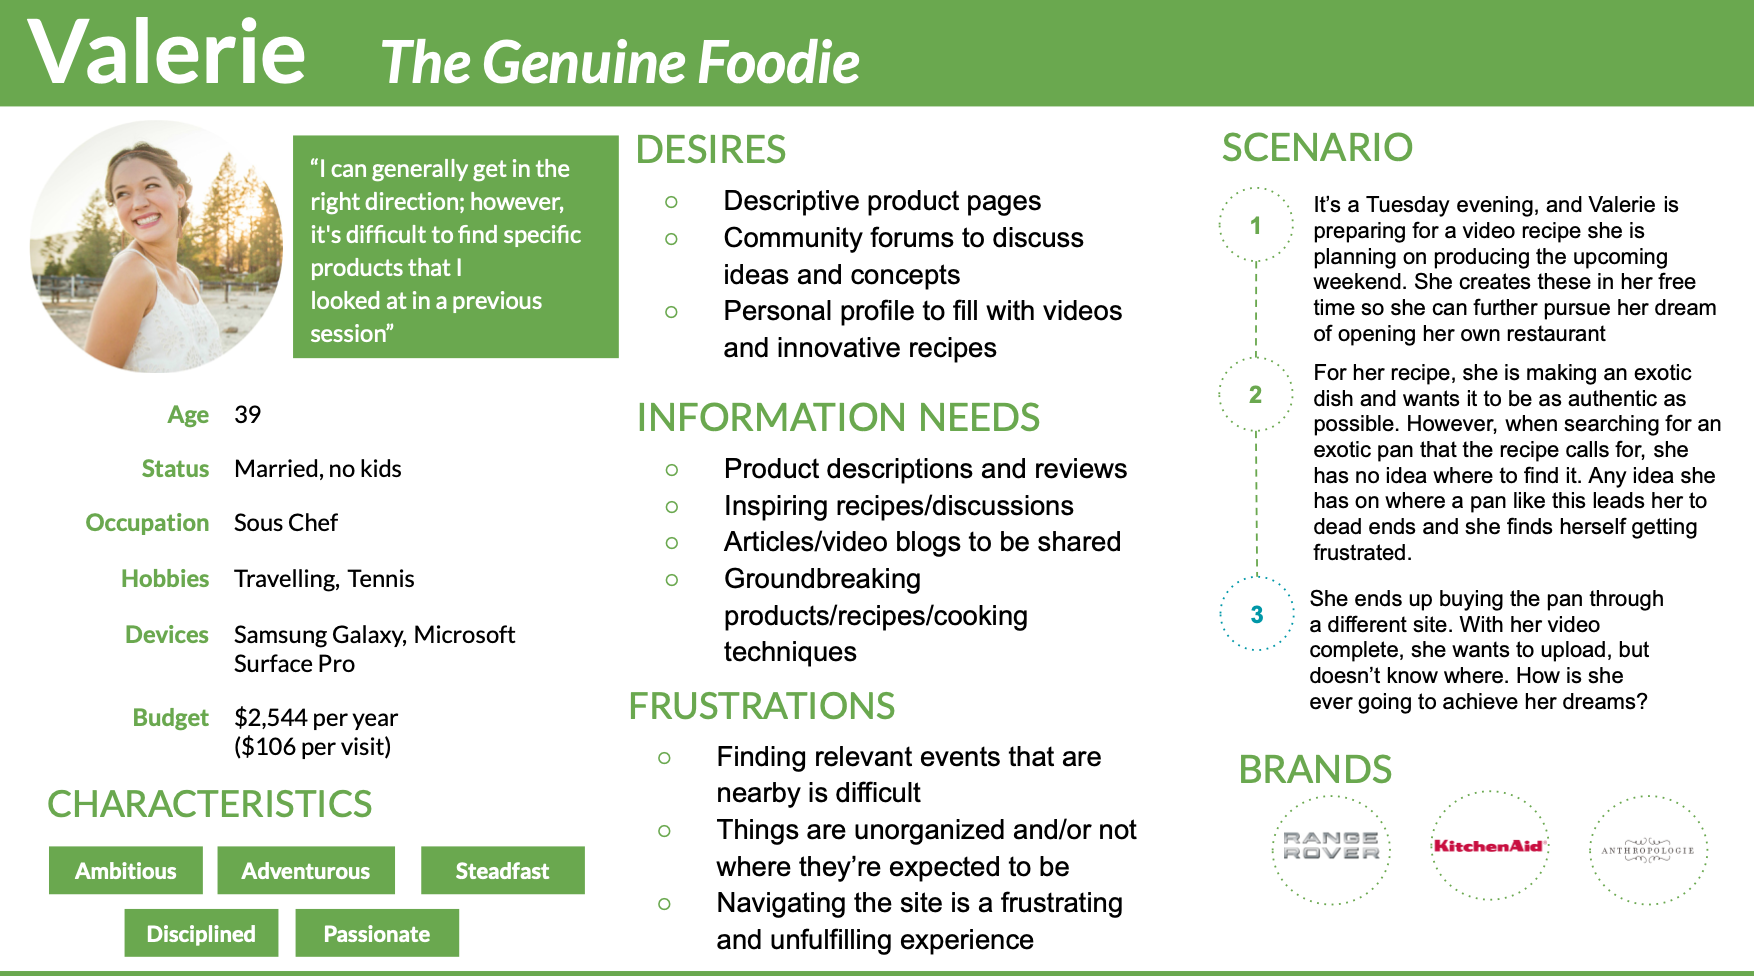 Valerie The Genuine Foodie
“I can generally get in the
right direction; however,
it's difficult to find specific
products that I
looked at in a previous
session”
Age 39
Status Married, no kids
Occupation Sous Chef
Hobbies Travelling, Tennis
Devices Samsung Galaxy, Microsoft
Surface Pro
Budget $2,544 per year
($106 per visit)
CHARACTERISTICS
Ambitious Adventurous Steadfast
Disciplined Passionate
DESIRES
○ Descriptive product pages
○ Community forums to discuss
ideas and concepts
○ Personal profile to fill with videos
and innovative recipes
INFORMATION NEEDS
○ Product descriptions and reviews
○ Inspiring recipes/discussions
○ Articles/video blogs to be shared
○ Groundbreaking
products/recipes/cooking
techniques
FRUSTRATIONS
○ Finding relevant events that are
nearby is difficult
○ Things are unorganized and/or not
where they’re expected to be
○ Navigating the site is a frustrating
and unfulfilling experience
SCENARIO
1
It’s a Tuesday evening, and Valerie is
preparing for a video recipe she is
planning on producing the upcoming
weekend. She creates these in her free
time so she can further pursue her dream
of opening her own restaurant
2
For her recipe, she is making an exotic
dish and wants it to be as authentic as
possible. However, when searching for an
exotic pan that the recipe calls for, she
has no idea where to find it. Any idea she
has on where a pan like this leads her to
dead ends and she finds herself getting
frustrated.
3
She ends up buying the pan through
a different site. With her video
complete, she wants to upload, but
doesn’t know where. How is she
ever going to achieve her dreams?
BRANDS
RANGE
ROVER
KitchenAid
ANTHROPOLOGIE